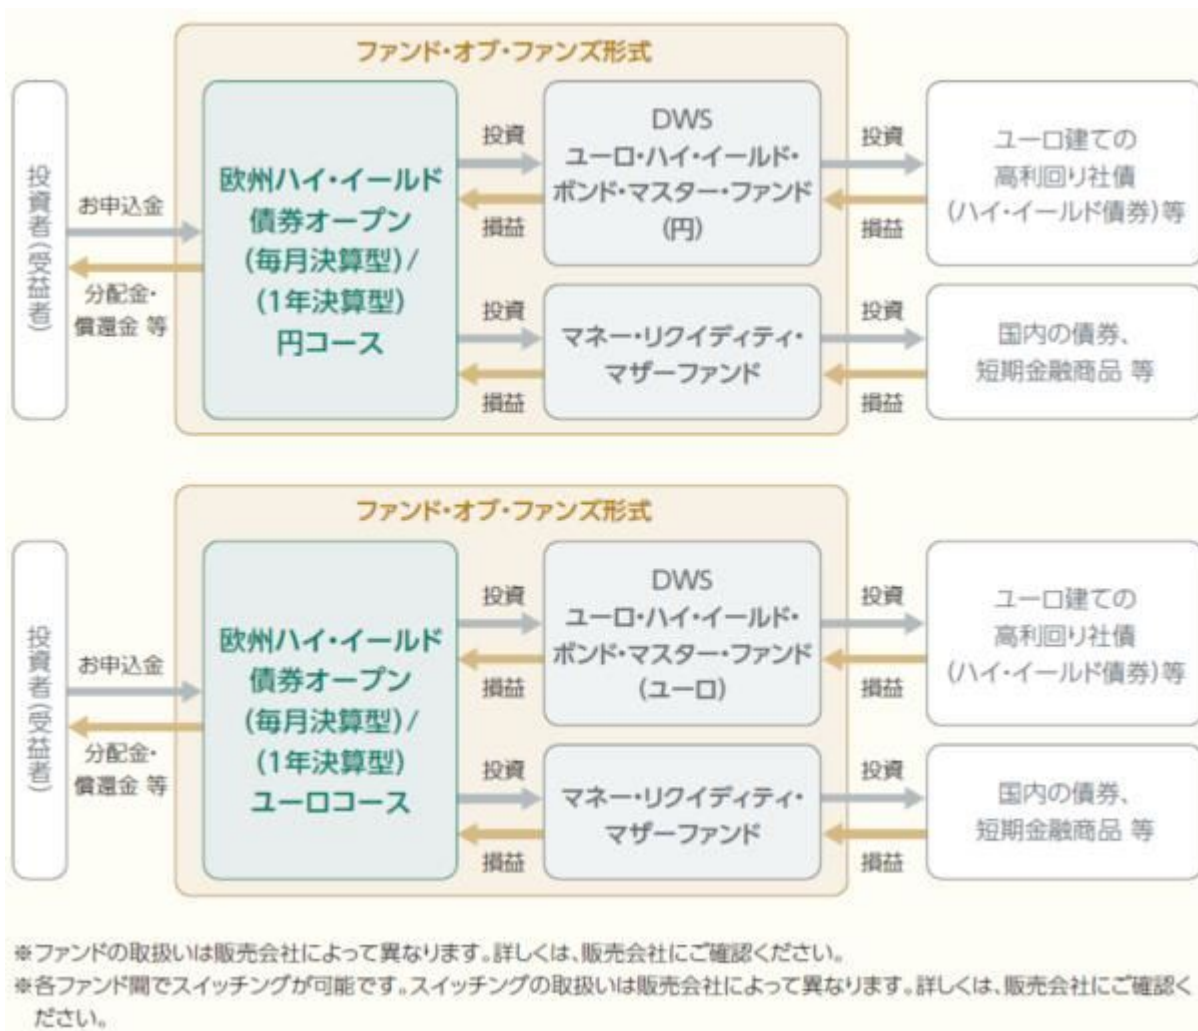 ファンド・オブ・ファンズ形式
投資者(受益者)
お申込金
分配金・
償還金 等
欧州ハイ・イールド
債券オープン
(毎月決算型)/
(1年決算型)
円コース
投資
損益
DWS
ユーロ・ハイ・イールド・
ボンド・マスター・ファンド
(円)
投資
損益
ユーロ建ての
高利回り社債
(ハイ・イールド債券)等
投資
損益
マネー・リクイディティ・
マザーファンド
投資
損益
国内の債券、
短期金融商品 等
ファンド・オブ・ファンズ形式
投資者(受益者)
お申込金
分配金・
償還金 等
欧州ハイ・イールド
債券オープン
(毎月決算型)/
(1年決算型)
ユーロコース
投資
損益
DWS
ユーロ・ハイ・イールド・
ボンド・マスター・ファンド
(ユーロ)
投資
損益
ユーロ建ての
高利回り社債
(ハイ・イールド債券)等
投資
損益
マネー・リクイディティ・
マザーファンド
投資
損益
国内の債券、
短期金融商品 等
※ファンドの取扱いは販売会社によって異なります。詳しくは、販売会社にご確認ください。
※各ファンド間でスイッチングが可能です。スイッチングの取扱いは販売会社によって異なります。詳しくは、販売会社にご確認く
ださい。